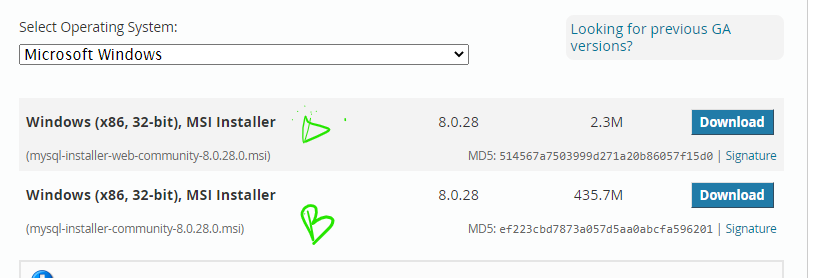 Select Operating System:
Looking for previous GA
versions?
Microsoft Windows
Windows (x86, 32-bit), MSI Installer 8.0.28 2.3M Download
(mysql-installer-web-community-8.0.28.0.msi) MD5: 514567a7503999d271a20b86057f15d0 | Signature
Windows (x86, 32-bit), MSI Installer 8.0.28 435.7M Download
B
(mysql-installer-community-8.0.28.0.msi) MD5: ef223cbd7873a057d5aa0abcfa596201 | Signature